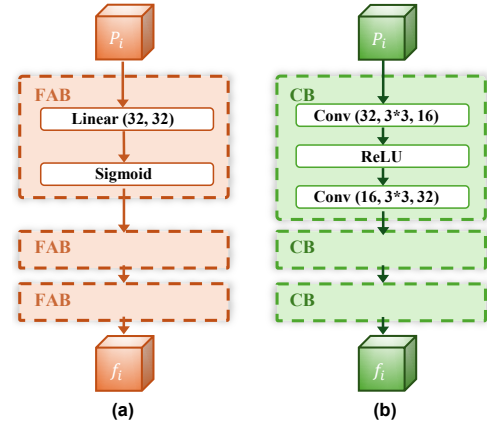 P_i
FAB
Linear (32, 32)
Sigmoid
FAB
FAB
f_i
(a)
P_i
CB
Conv (32, 3*3, 16)
ReLU
Conv (16, 3*3, 32)
CB
CB
f_i
(b)